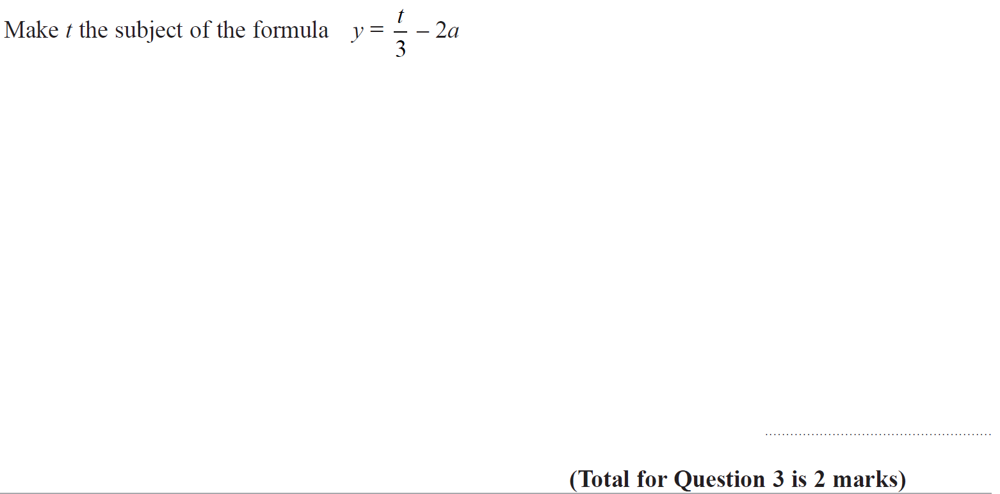 Make t the subject of the formula y = t/3 – 2a
(Total for Question 3 is 2 marks)